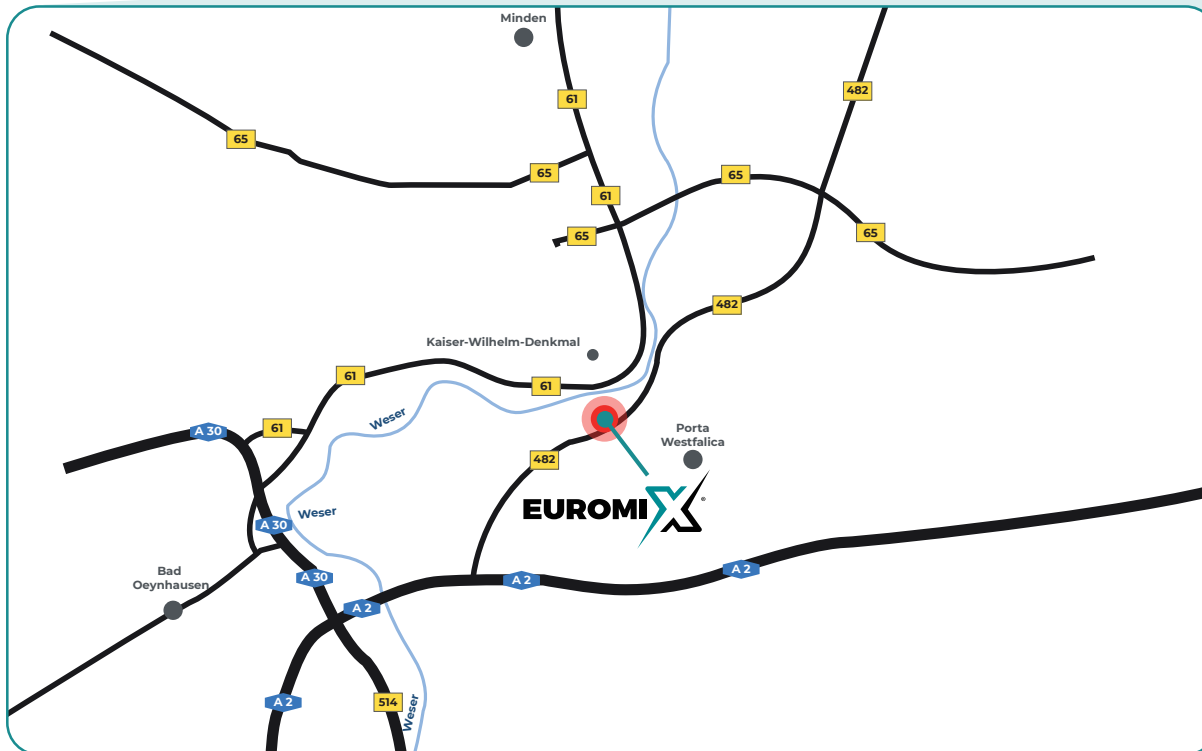 Minden
482
61
65
65
65
61
65
65
482
Kaiser-Wilhelm-Denkmal
61
61
Weser
61
A 30
Porta
Westfalica
482
EUROMIX®
Weser
A 30
A 2
Bad
Oeynhausen
A 30
A 2
A 2
A 2
514
Weser